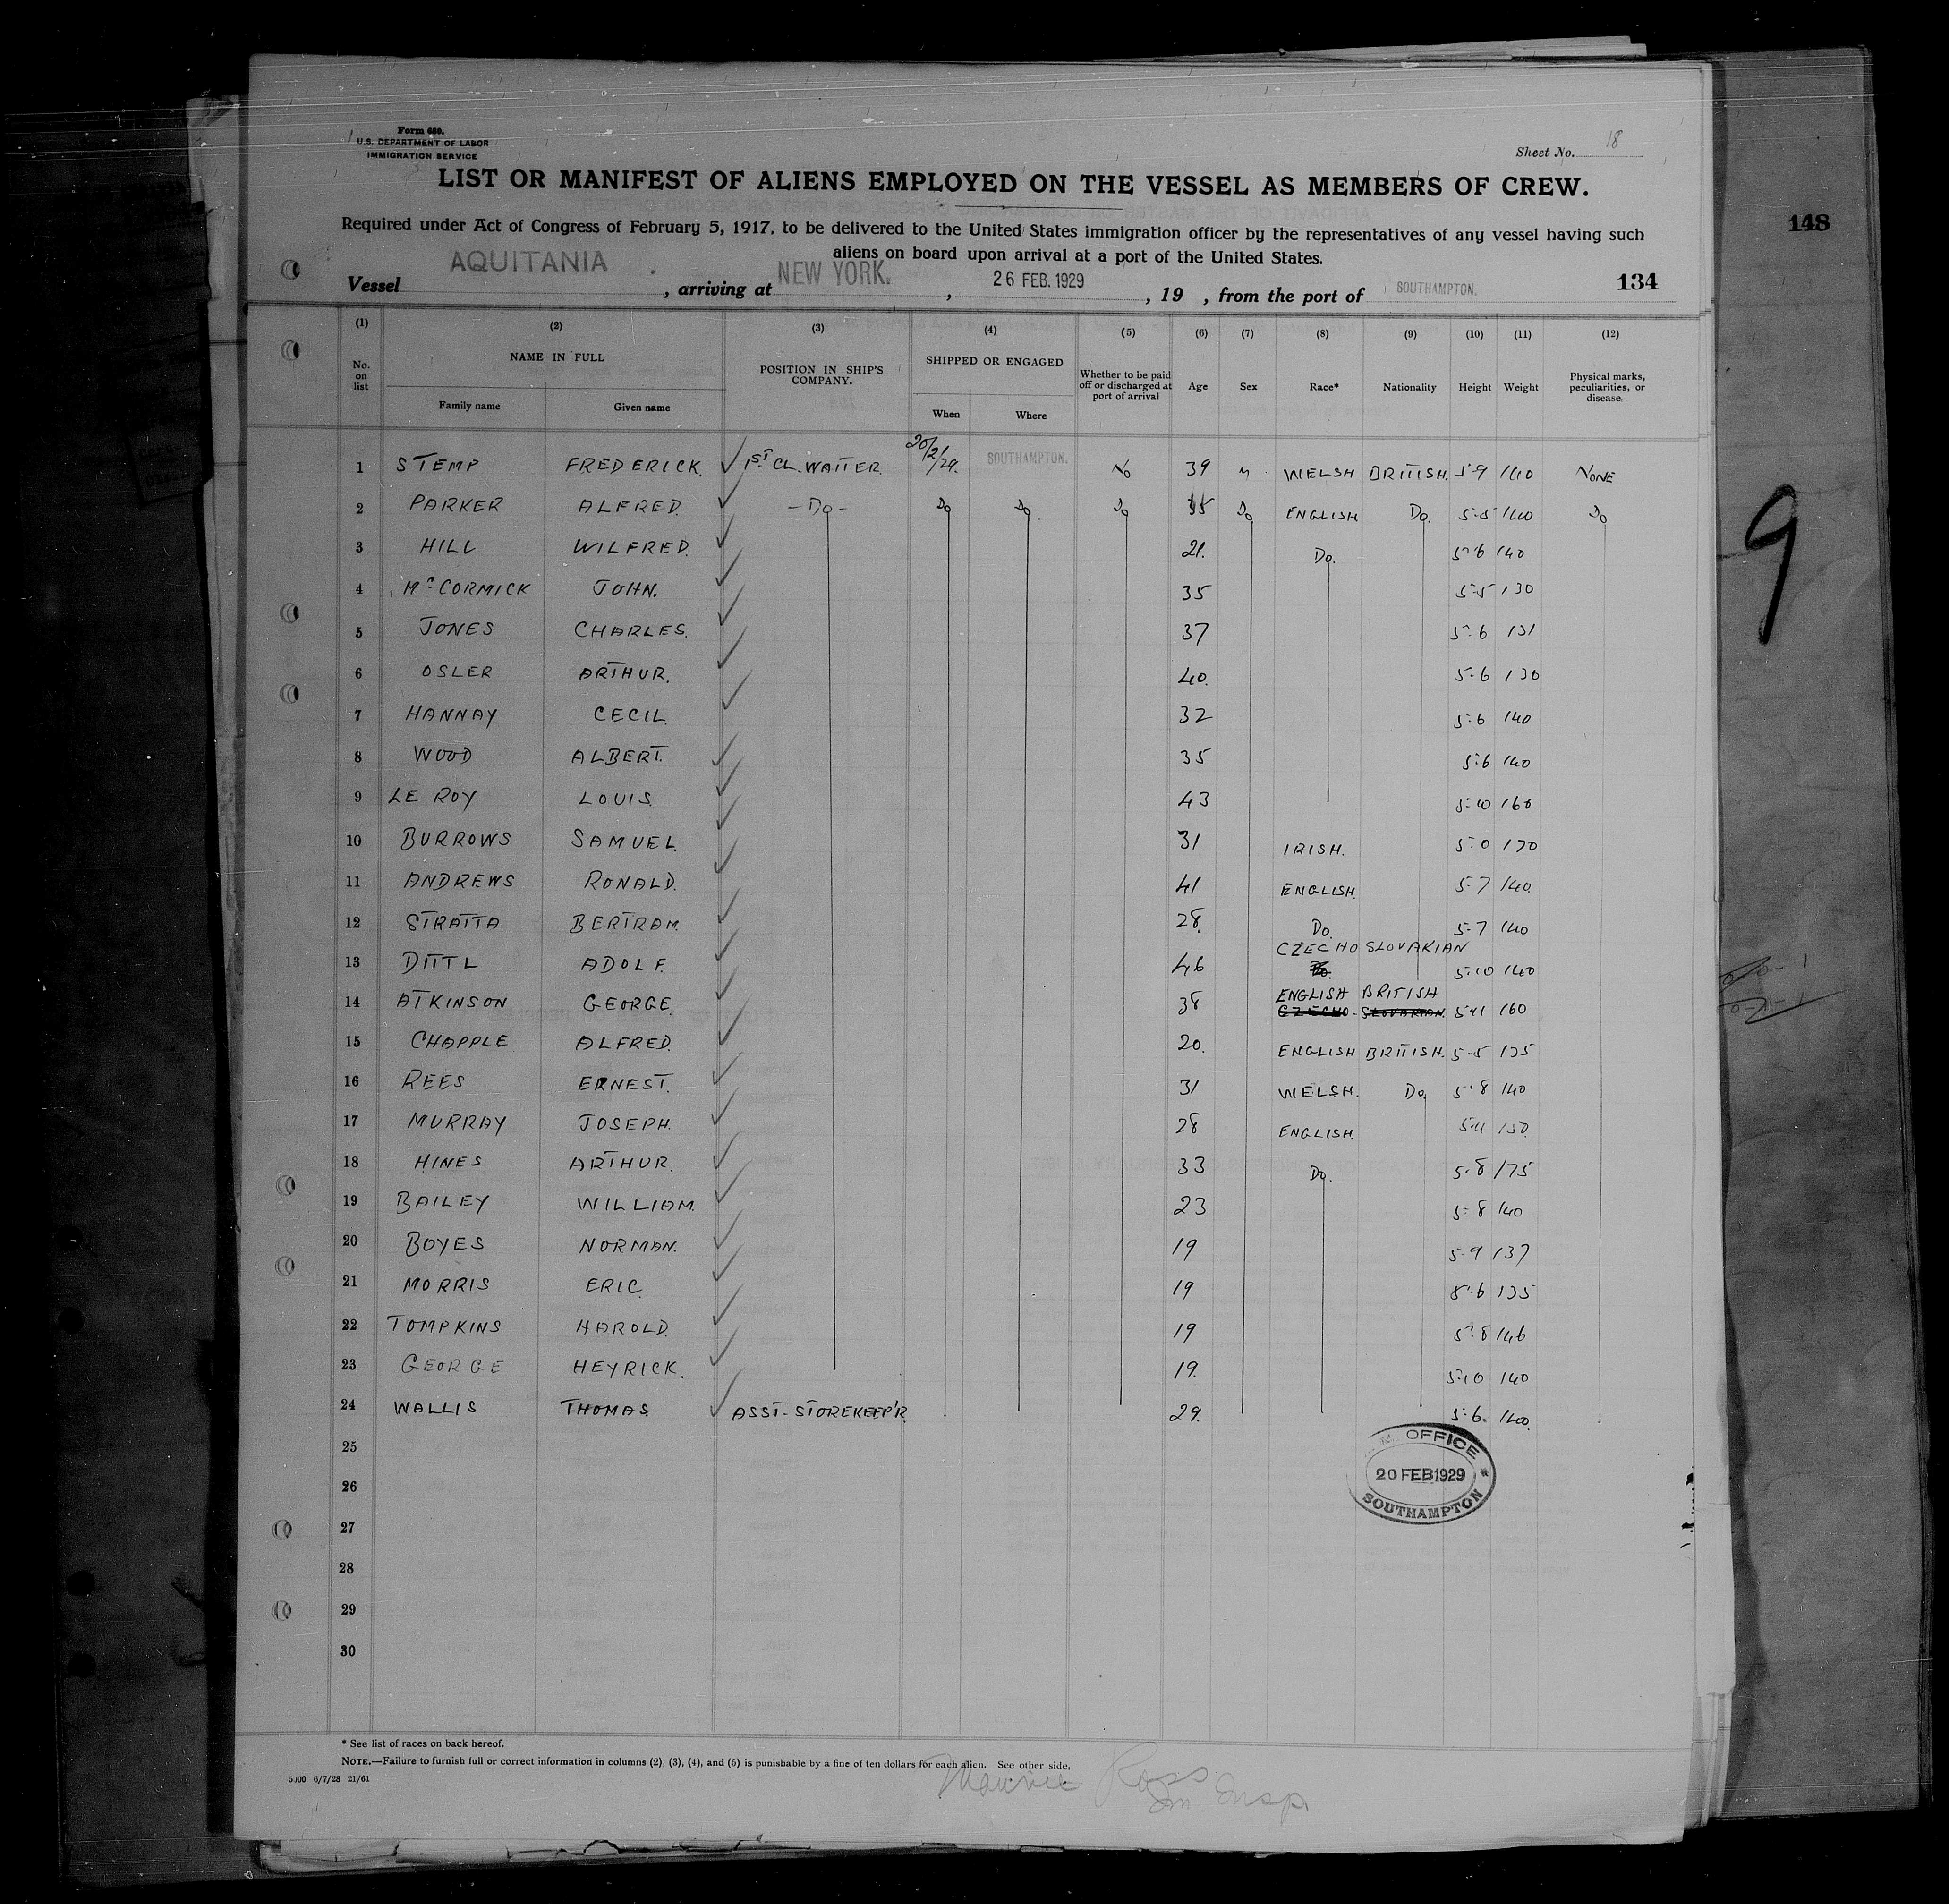 Form 680.
U.S. DEPARTMENT OF LABOR
IMMIGRATION SERVICE
Sheet No. 18
LIST OR MANIFEST OF ALIENS EMPLOYED ON THE VESSEL AS MEMBERS OF CREW.
Required under Act of Congress of February 5, 1917, to be delivered to the United States immigration officer by the representatives of any vessel having such
aliens on board upon arrival at a port of the United States.
148
Vessel AQUITANIA, arriving at NEW YORK., 26 FEB. 1929, 19 , from the port of SOUTHAMPTON. 134
(1) (2) (3) (4) (5) (6) (7) (8) (9) (10) (11) (12)
No. on list NAME IN FULL POSITION IN SHIP'S COMPANY. SHIPPED OR ENGAGED Whether to be paid off or discharged at port of arrival Age Sex Race* Nationality Height Weight Physical marks, peculiarities, or disease.
Family name Given name When Where
1 STEMP FREDERICK. 1ST CL. WAITER 20/2/29. SOUTHAMPTON. No 39 M WELSH BRITISH. 5-9 140 NONE
2 PARKER ALFRED. -Do- Do Do. Do 35 Do ENGLISH Do. 5-5 140 Do
3 HILL WILFRED. 21. Do. 5-6 140
4 McCORMICK JOHN. 35 5-5 130
5 JONES CHARLES. 37 5-6 131
6 OSLER ARTHUR. 40. 5-6 130
7 HANNAY CECIL. 32 5-6 140
8 WOOD ALBERT. 35 5-6 140
9 LE ROY LOUIS. 43 5-10 160
10 BURROWS SAMUEL. 31 IRISH. 5-0 170
11 ANDREWS RONALD. 41 ENGLISH. 5-7 140
12 STRATTA BERTRAM. 28. Do. 5-7 140
13 DITTL ADOLF. 46 CZECHO SLOVAKIAN Do. 5-10 140
14 ATKINSON GEORGE. 38 ENGLISH BRITISH CZECHO-SLOVAKIAN. 5-11 160
15 CHAPPLE ALFRED. 20. ENGLISH BRITISH. 5-5 135
16 REES ERNEST. 31 WELSH. Do. 5-8 140
17 MURRAY JOSEPH. 28 ENGLISH. 5-11 150
18 HINES ARTHUR. 33 Do. 5-8 175
19 BAILEY WILLIAM. 23 5-8 140
20 BOYES NORMAN. 19 5-9 137
21 MORRIS ERIC. 19 5-6 135
22 TOMPKINS HAROLD. 19 5-8 146
23 GEORGE HEYRICK. 19. 5-10 140
24 WALLIS THOMAS. ASST-STOREKEEP'R. 29. 5-6. 140.
25
26
27
28
29
30
9
OFFICE
20 FEB 1929
SOUTHAMPTON
* See list of races on back hereof.
NOTE.—Failure to furnish full or correct information in columns (2), (3), (4), and (5) is punishable by a fine of ten dollars for each alien. See other side.
5000 6/7/28 21/61
Ross
Im Insp